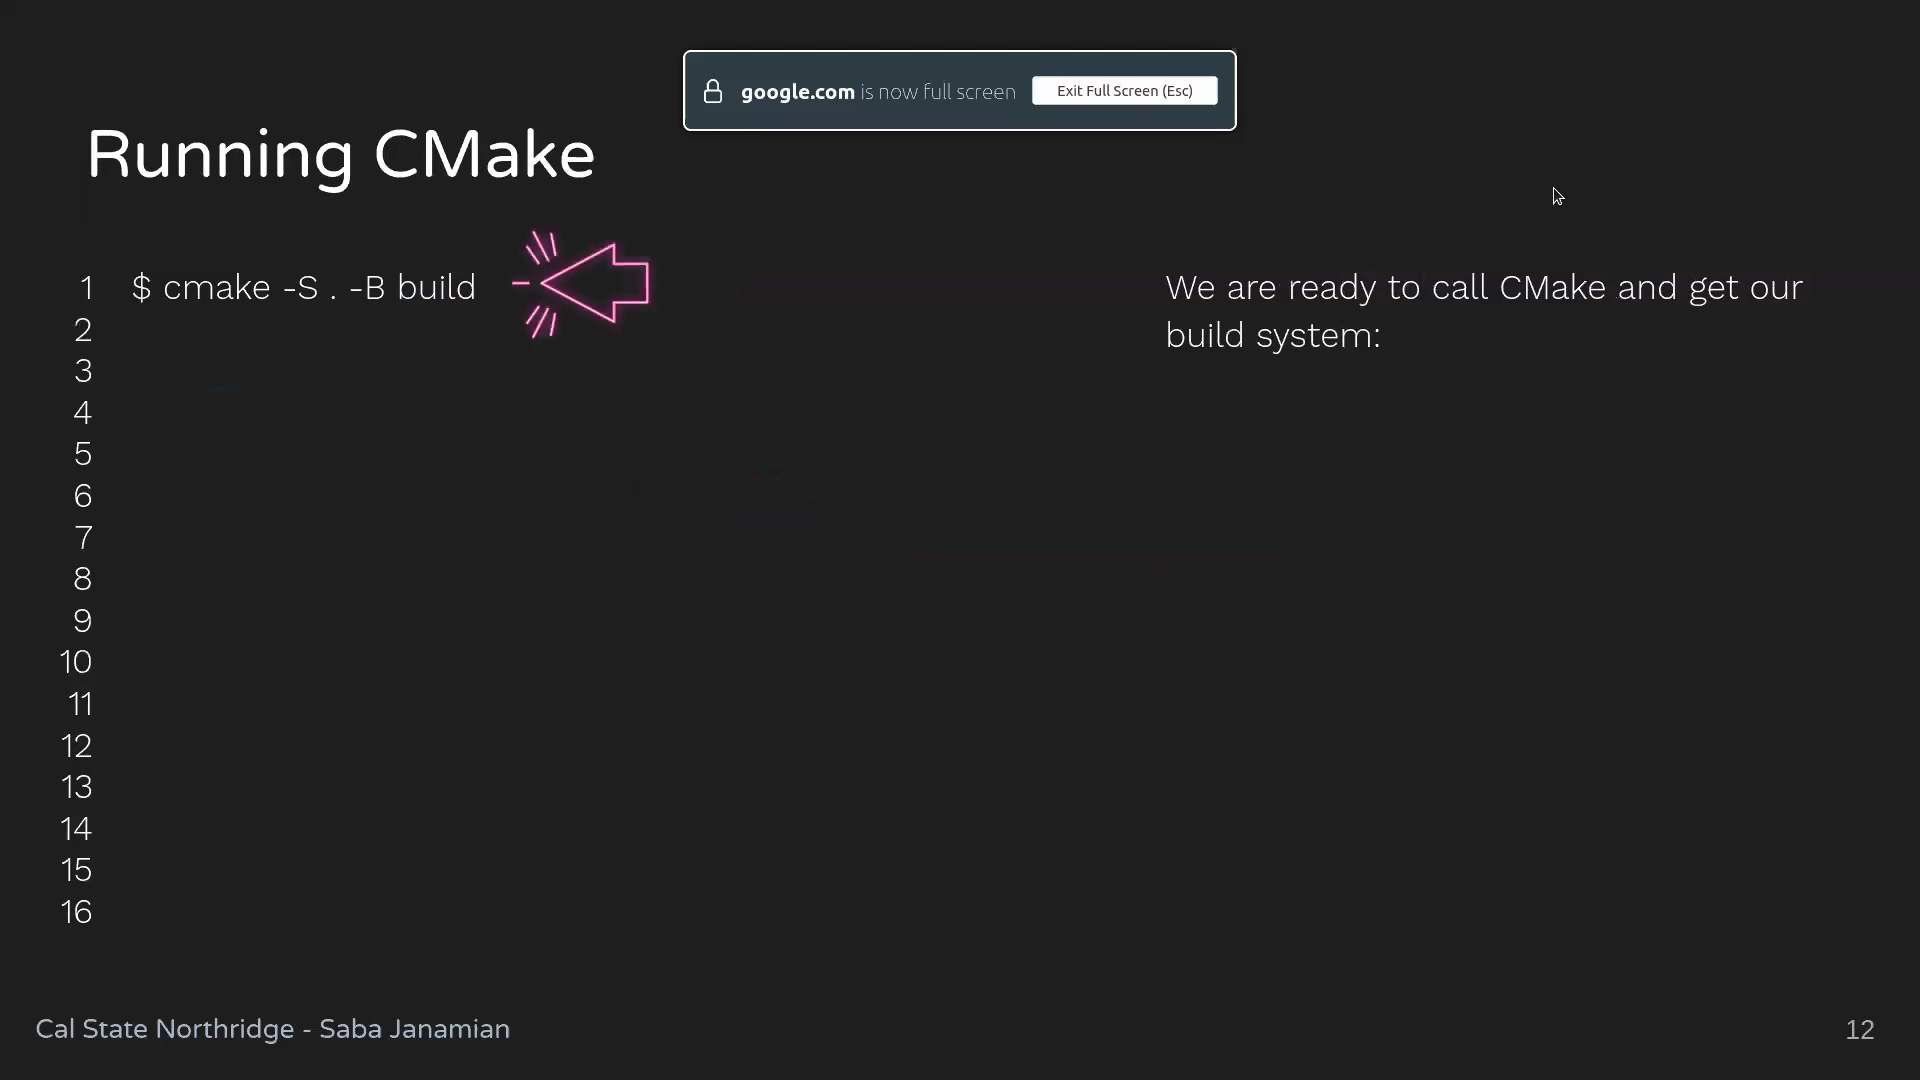 google.com is now full screen
Exit Full Screen (Esc)
Running CMake
1 $ cmake -S . -B build
2
3
4
5
6
7
8
9
10
11
12
13
14
15
16
We are ready to call CMake and get our
build system:
Cal State Northridge - Saba Janamian
12